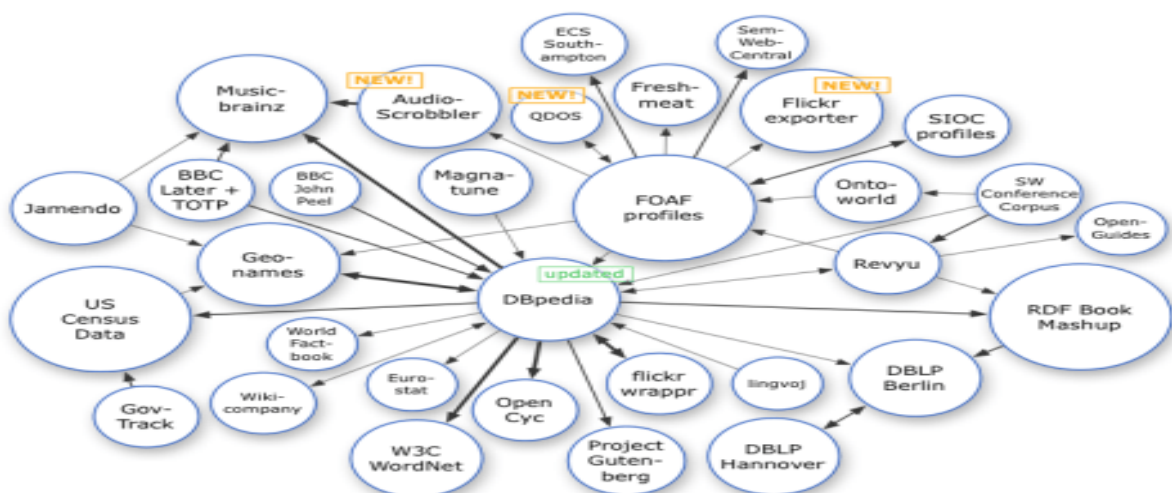 ECS
South-
ampton
Sem-
Web-
Central
NEW!
Music-
brainz
Audio-
Scrobbler
NEW!
QDOS
Fresh-
meat
NEW!
Flickr
exporter
SIOC
profiles
Jamendo
BBC
Later +
TOTP
BBC
John
Peel
Magna-
tune
FOAF
profiles
Onto-
world
SW
Conference
Corpus
Open-
Guides
Geo-
names
updated
DBpedia
Revyu
US
Census
Data
RDF Book
Mashup
World
Fact-
book
Euro-
stat
flickr
wrappr
lingvoj
DBLP
Berlin
Wiki-
company
Gov-
Track
Open
Cyc
W3C
WordNet
Project
Guten-
berg
DBLP
Hannover